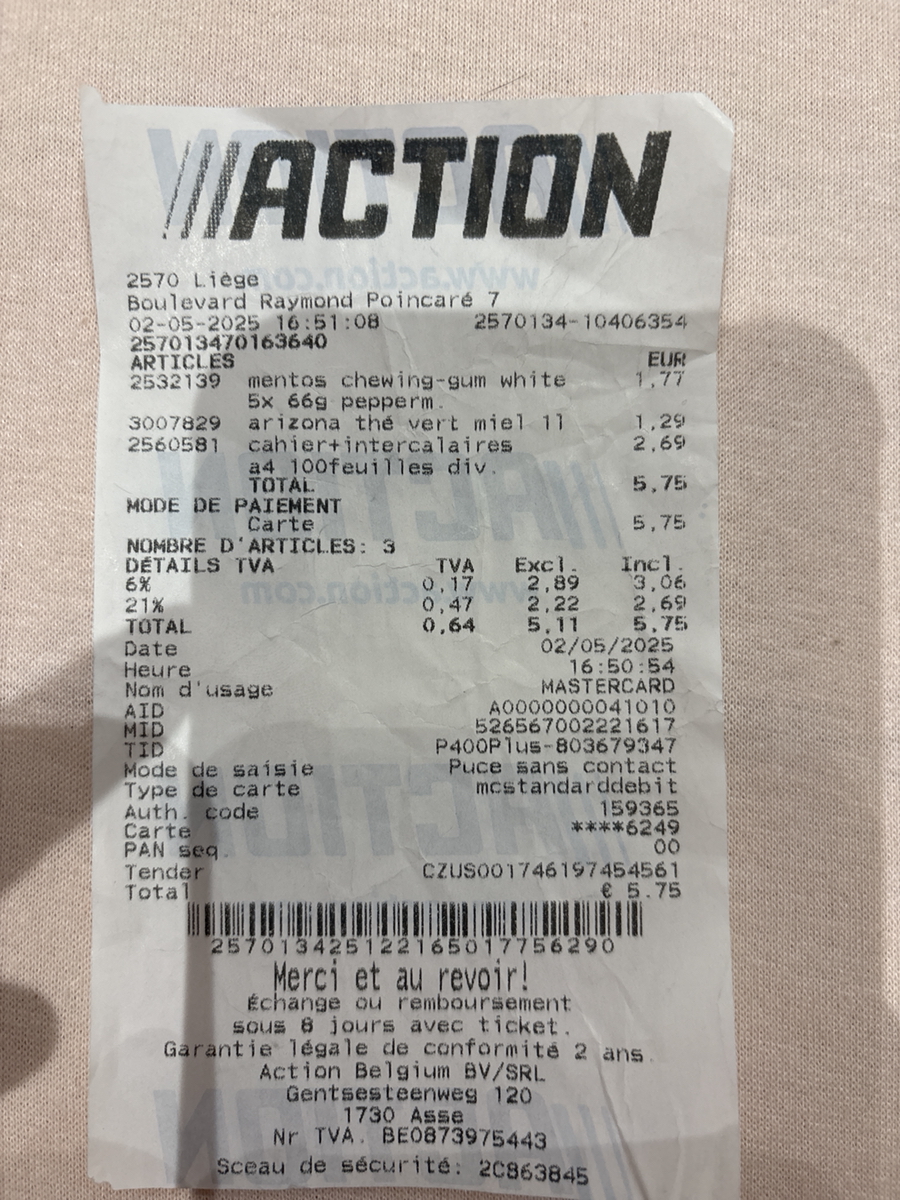 ACTION
2570 Liège
Boulevard Raymond Poincaré 7
02-05-2025 16:51:08 2570134-10406354
257013470163640
ARTICLES EUR
2532139 mentos chewing-gum white 1,77
5x 66g pepperm.
3007829 arizona thé vert miel 1l 1,29
2560581 cahier+intercalaires 2,69
a4 100feuilles div.
TOTAL 5,75
MODE DE PAIEMENT
Carte 5,75
NOMBRE D'ARTICLES: 3
DÉTAILS TVA TVA Excl. Incl.
6% 0,17 2,89 3,06
21% 0,47 2,22 2,69
TOTAL 0,64 5,11 5,75
Date 02/05/2025
Heure 16:50:54
Nom d'usage MASTERCARD
AID A0000000041010
MID 526567002221617
TID P400Plus-803679347
Mode de saisie Puce sans contact
Type de carte mcstandarddebit
Auth. code 159365
Carte ****6249
PAN seq. 00
Tender CZUS001746197454561
Total € 5.75
257013425122165017756290
Merci et au revoir!
Échange ou remboursement
sous 8 jours avec ticket.
Garantie légale de conformité 2 ans.
Action Belgium BV/SRL
Gentsesteenweg 120
1730 Asse
Nr TVA. BE0873975443
Sceau de sécurité: 2C863845